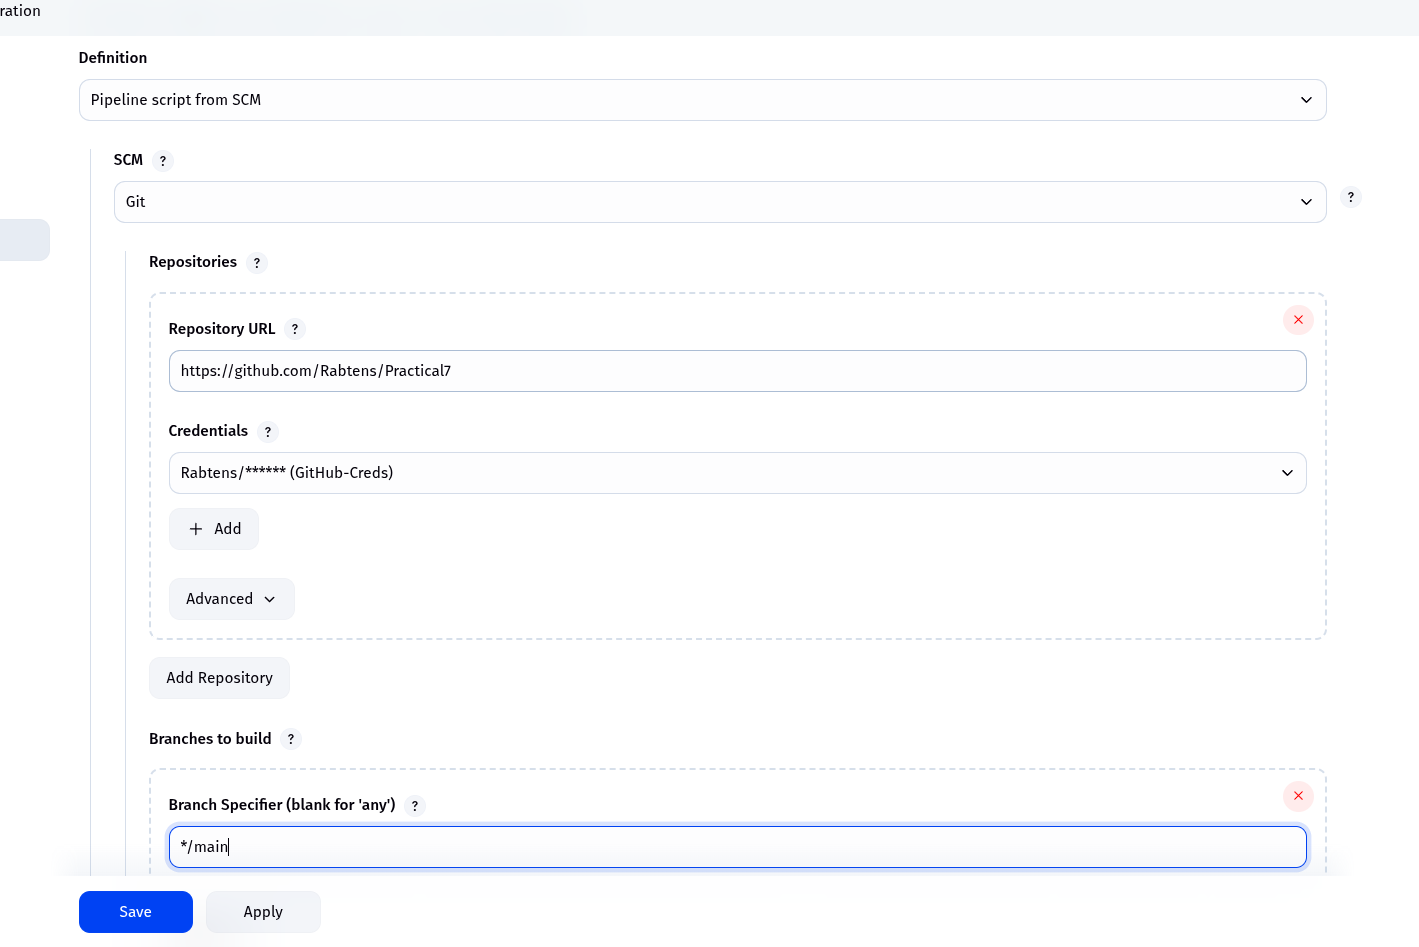 ration
Definition
Pipeline script from SCM
SCM ?
Git
?
Repositories ?
Repository URL ?
https://github.com/Rabtens/Practical7
Credentials ?
Rabtens/****** (GitHub-Creds)
+ Add
Advanced
Add Repository
Branches to build ?
Branch Specifier (blank for 'any') ?
*/main
Save Apply